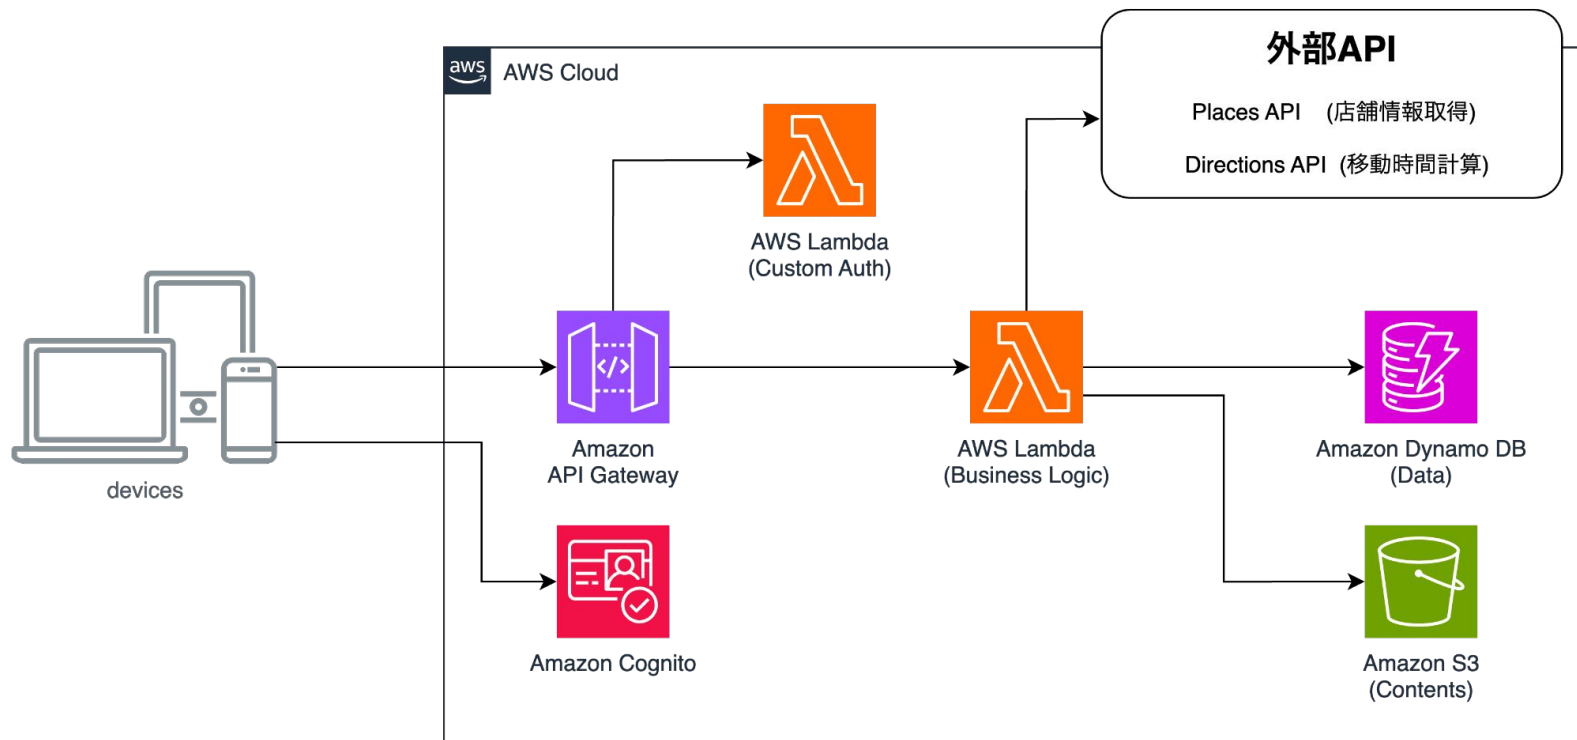 外部API
aws
AWS Cloud
Places API (店舗情報取得)
Directions API (移動時間計算)
AWS Lambda
(Custom Auth)
</>
devices
Amazon
API Gateway
AWS Lambda
(Business Logic)
Amazon Dynamo DB
(Data)
Amazon Cognito
Amazon S3
(Contents)